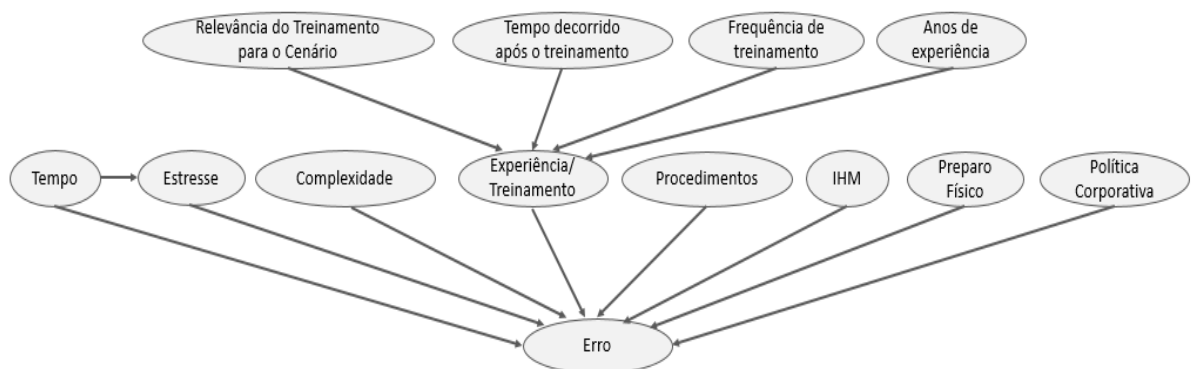 Relevância do Treinamento
para o Cenário
Tempo decorrido
após o treinamento
Frequência de
treinamento
Anos de
experiência
Tempo
Estresse
Complexidade
Experiência/
Treinamento
Procedimentos
IHM
Preparo
Físico
Política
Corporativa
Erro